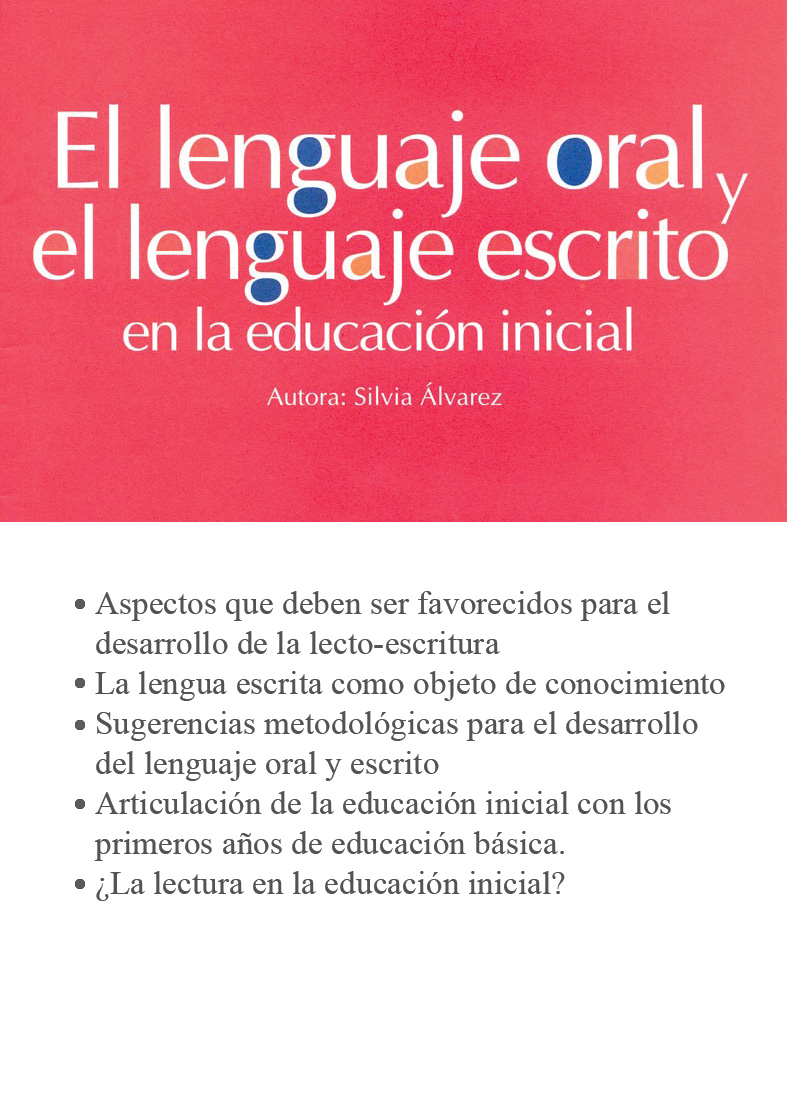 El lenguaje oral y
el lenguaje escrito
en la educación inicial
Autora: Silvia Álvarez
• Aspectos que deben ser favorecidos para el
desarrollo de la lecto-escritura
• La lengua escrita como objeto de conocimiento
• Sugerencias metodológicas para el desarrollo
del lenguaje oral y escrito
• Articulación de la educación inicial con los
primeros años de educación básica.
• ¿La lectura en la educación inicial?